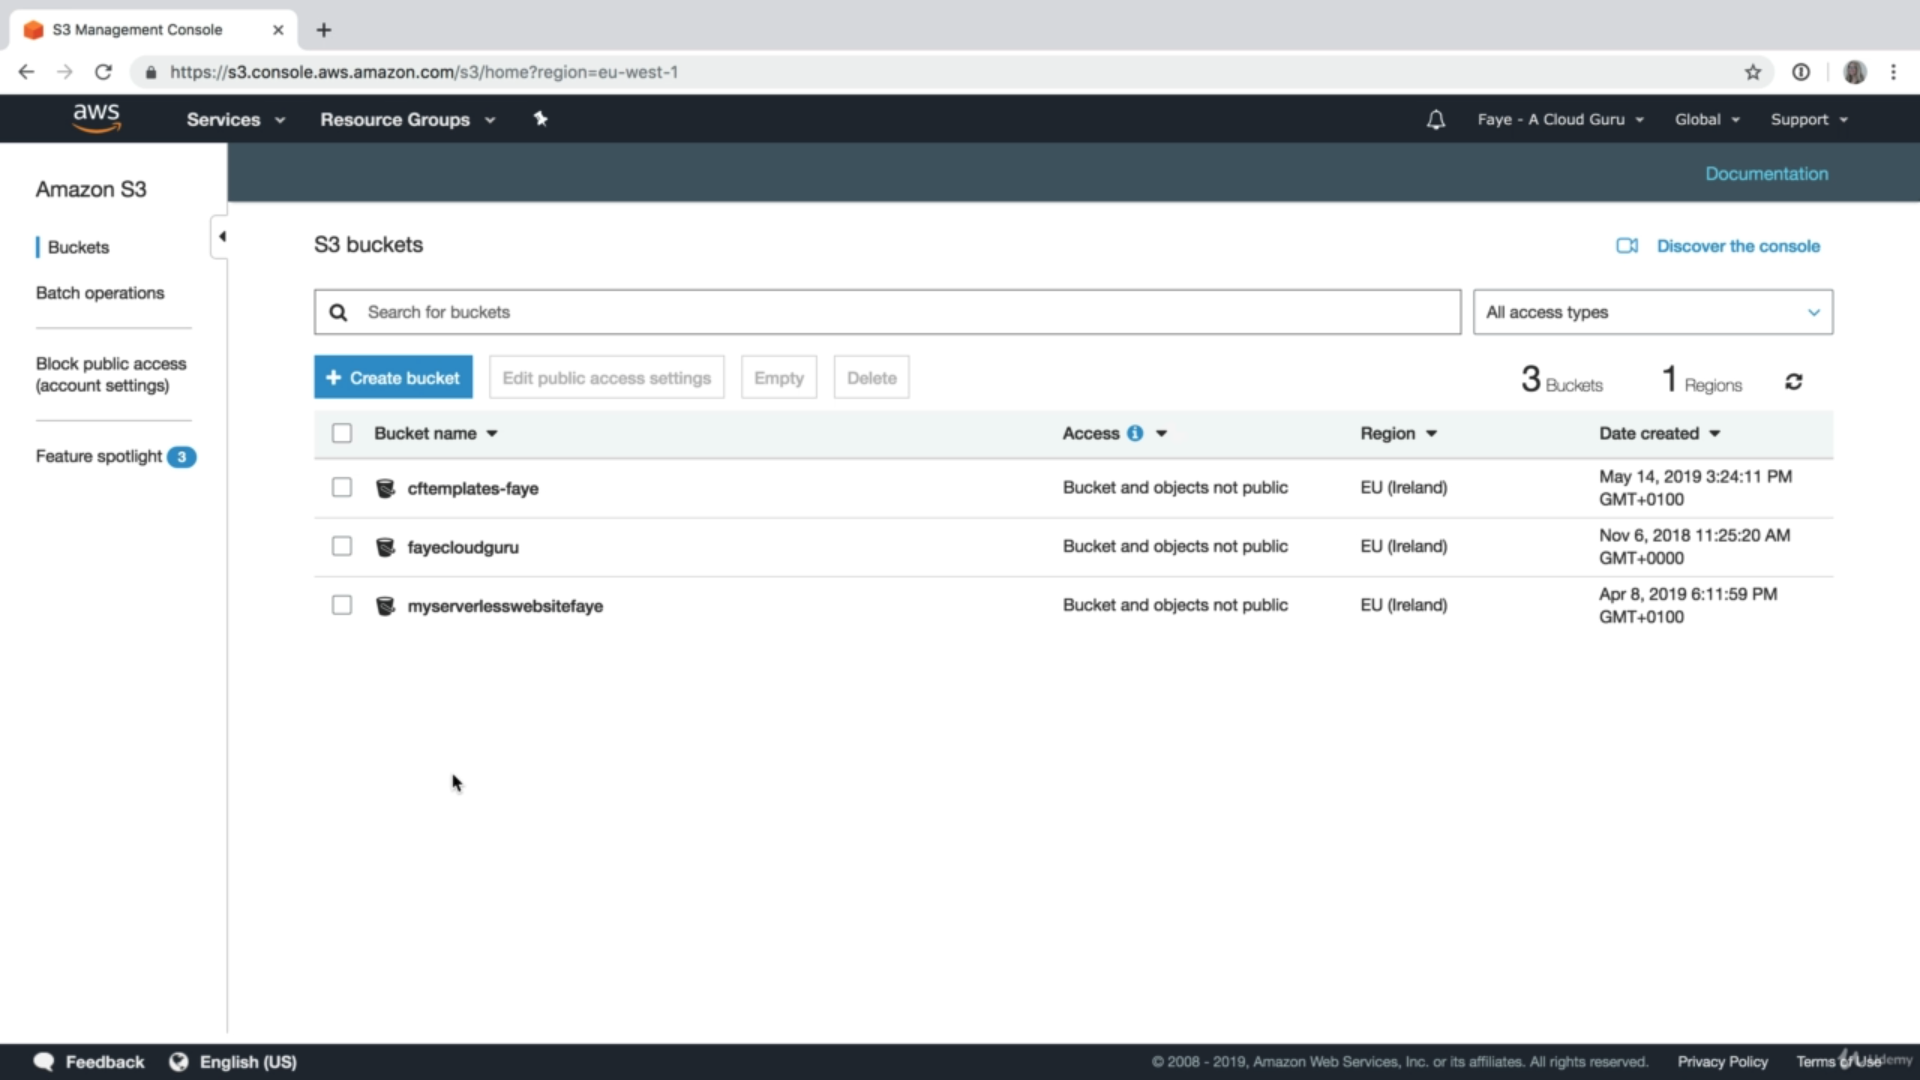 S3 Management Console
https://s3.console.aws.amazon.com/s3/home?region=eu-west-1
aws Services Resource Groups Faye - A Cloud Guru Global Support
Documentation
Amazon S3
Buckets
Batch operations
Block public access
(account settings)
Feature spotlight 3
S3 buckets
Discover the console
Search for buckets
All access types
+ Create bucket Edit public access settings Empty Delete 3 Buckets 1 Regions
Bucket name Access Region Date created
cftemplates-faye Bucket and objects not public EU (Ireland) May 14, 2019 3:24:11 PM
GMT+0100
fayecloudguru Bucket and objects not public EU (Ireland) Nov 6, 2018 11:25:20 AM
GMT+0000
myserverlesswebsitefaye Bucket and objects not public EU (Ireland) Apr 8, 2019 6:11:59 PM
GMT+0100
Feedback English (US) © 2008 - 2019, Amazon Web Services, Inc. or its affiliates. All rights reserved. Privacy Policy Terms of Use